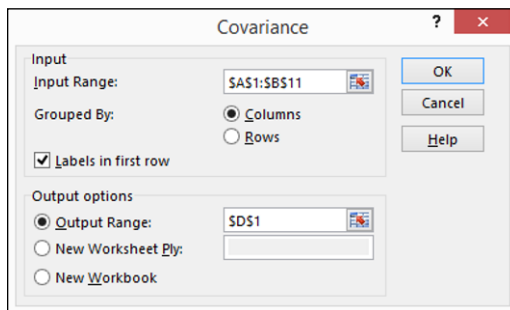 Covariance
?
Input
Input Range:
$A$1:$B$11
Grouped By:
Columns
Rows
Labels in first row
Output options
Output Range:
$D$1
New Worksheet Ply:
New Workbook
OK
Cancel
Help